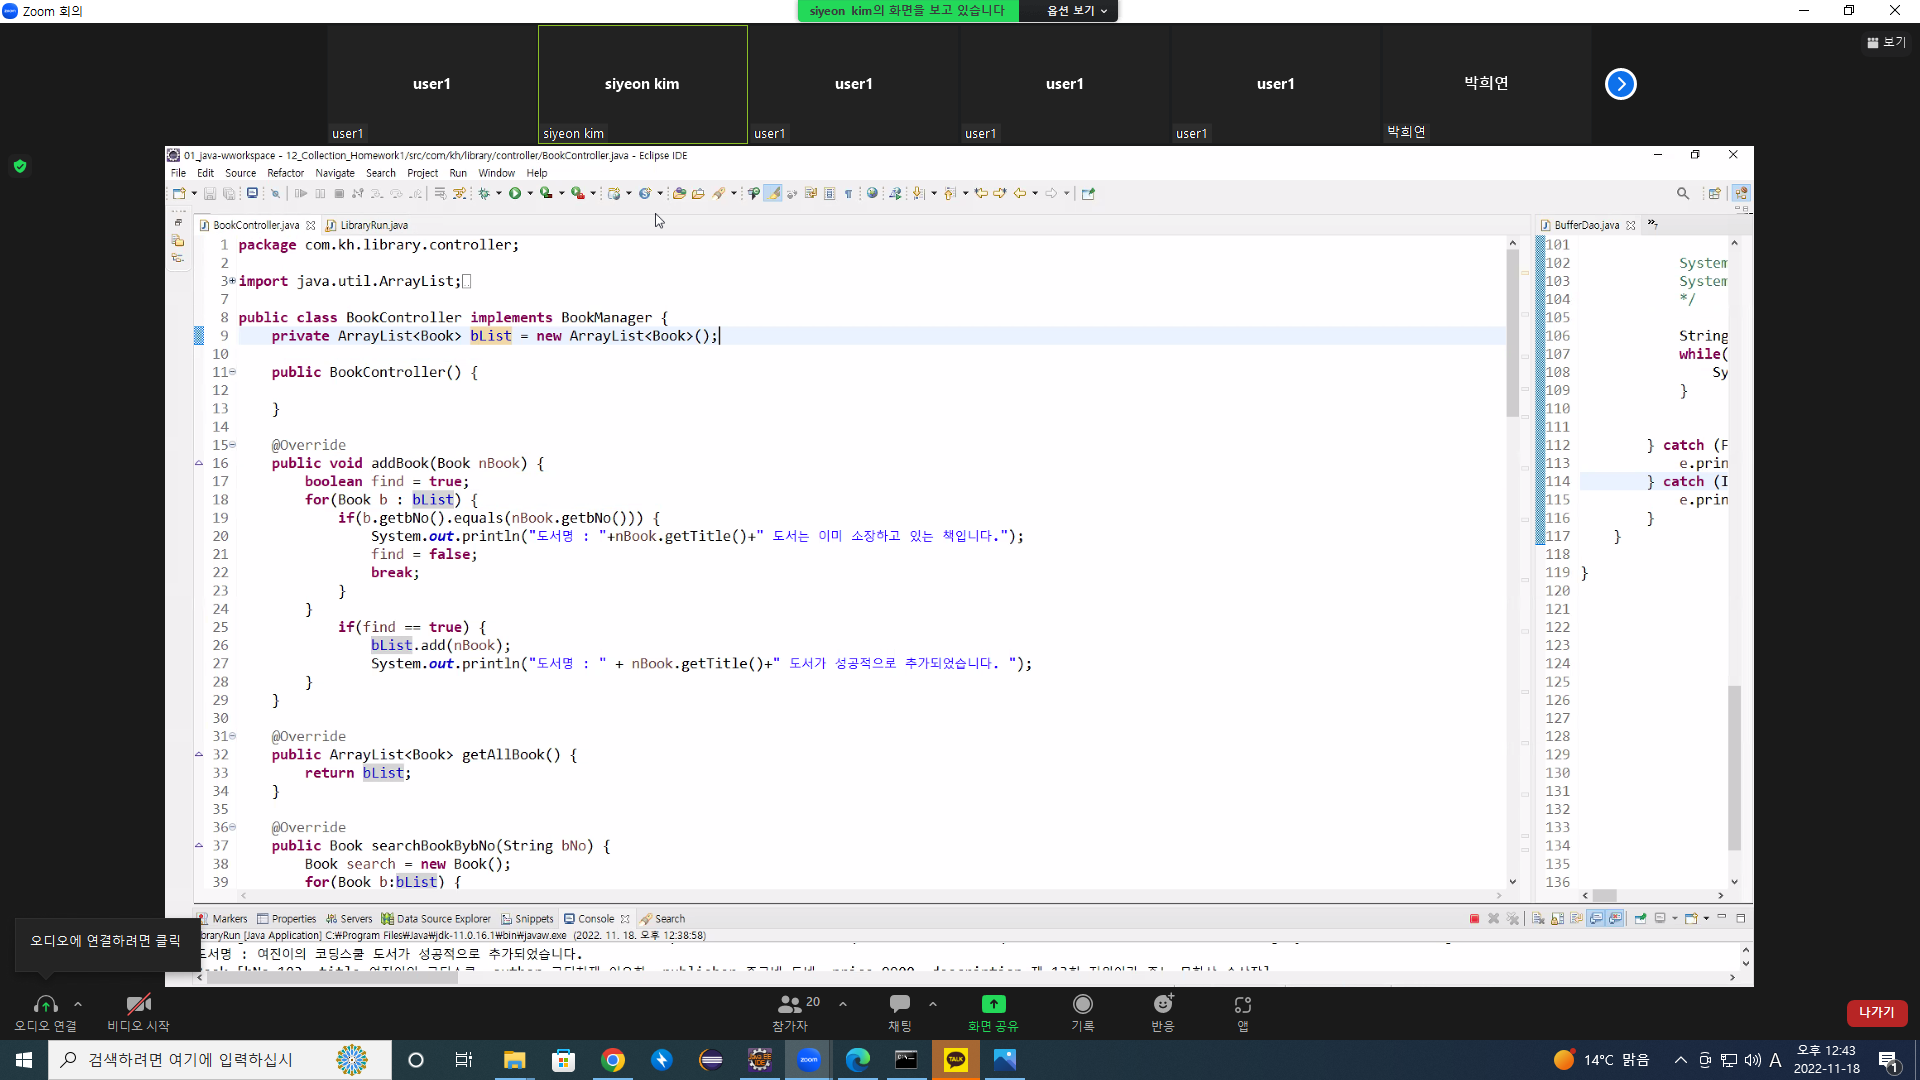 Zoom 회의
siyeon kim의 화면을 보고 있습니다
옵션 보기
보기
user1
siyeon kim
user1
user1
user1
박희연
user1
siyeon kim
user1
user1
user1
박희연
01_java-wworkspace - 12_Collection_Homework1/src/com/kh/library/controller/BookController.java - Eclipse IDE
File Edit Source Refactor Navigate Search Project Run Window Help
BookController.java
LibraryRun.java
1 package com.kh.library.controller;
2
3 import java.util.ArrayList;
7
8 public class BookController implements BookManager {
9 private ArrayList<Book> bList = new ArrayList<Book>();
10
11 public BookController() {
12
13 }
14
15 @Override
16 public void addBook(Book nBook) {
17 boolean find = true;
18 for(Book b : bList) {
19 if(b.getbNo().equals(nBook.getbNo())) {
20 System.out.println("도서명 : "+nBook.getTitle()+" 도서는 이미 소장하고 있는 책입니다.");
21 find = false;
22 break;
23 }
24 }
25 if(find == true) {
26 bList.add(nBook);
27 System.out.println("도서명 : " + nBook.getTitle()+" 도서가 성공적으로 추가되었습니다. ");
28 }
29 }
30
31 @Override
32 public ArrayList<Book> getAllBook() {
33 return bList;
34 }
35
36 @Override
37 public Book searchBookBybNo(String bNo) {
38 Book search = new Book();
39 for(Book b:bList) {
BufferDao.java
101
102 System
103 System
104 */
105
106 String
107 while(
108 Sy
109 }
110
111
112 } catch (F
113 e.prin
114 } catch (I
115 e.prin
116 }
117 }
118
119 }
120
121
122
123
124
125
126
127
128
129
130
131
132
133
134
135
136
Markers Properties Servers Data Source Explorer Snippets Console Search
braryRun [Java Application] C:₩Program Files₩Java₩jdk-11.0.16.1₩bin₩javaw.exe (2022. 11. 18. 오후 12:38:58)
도서명 : 여진이의 코딩스쿨 도서가 성공적으로 추가되었습니다.
오디오에 연결하려면 클릭
오디오 연결
비디오 시작
20
참가자
채팅
화면 공유
기록
반응
앱
나가기
검색하려면 여기에 입력하십시
zoom
TALK
14°C 맑음
A
오후 12:43
2022-11-18
1